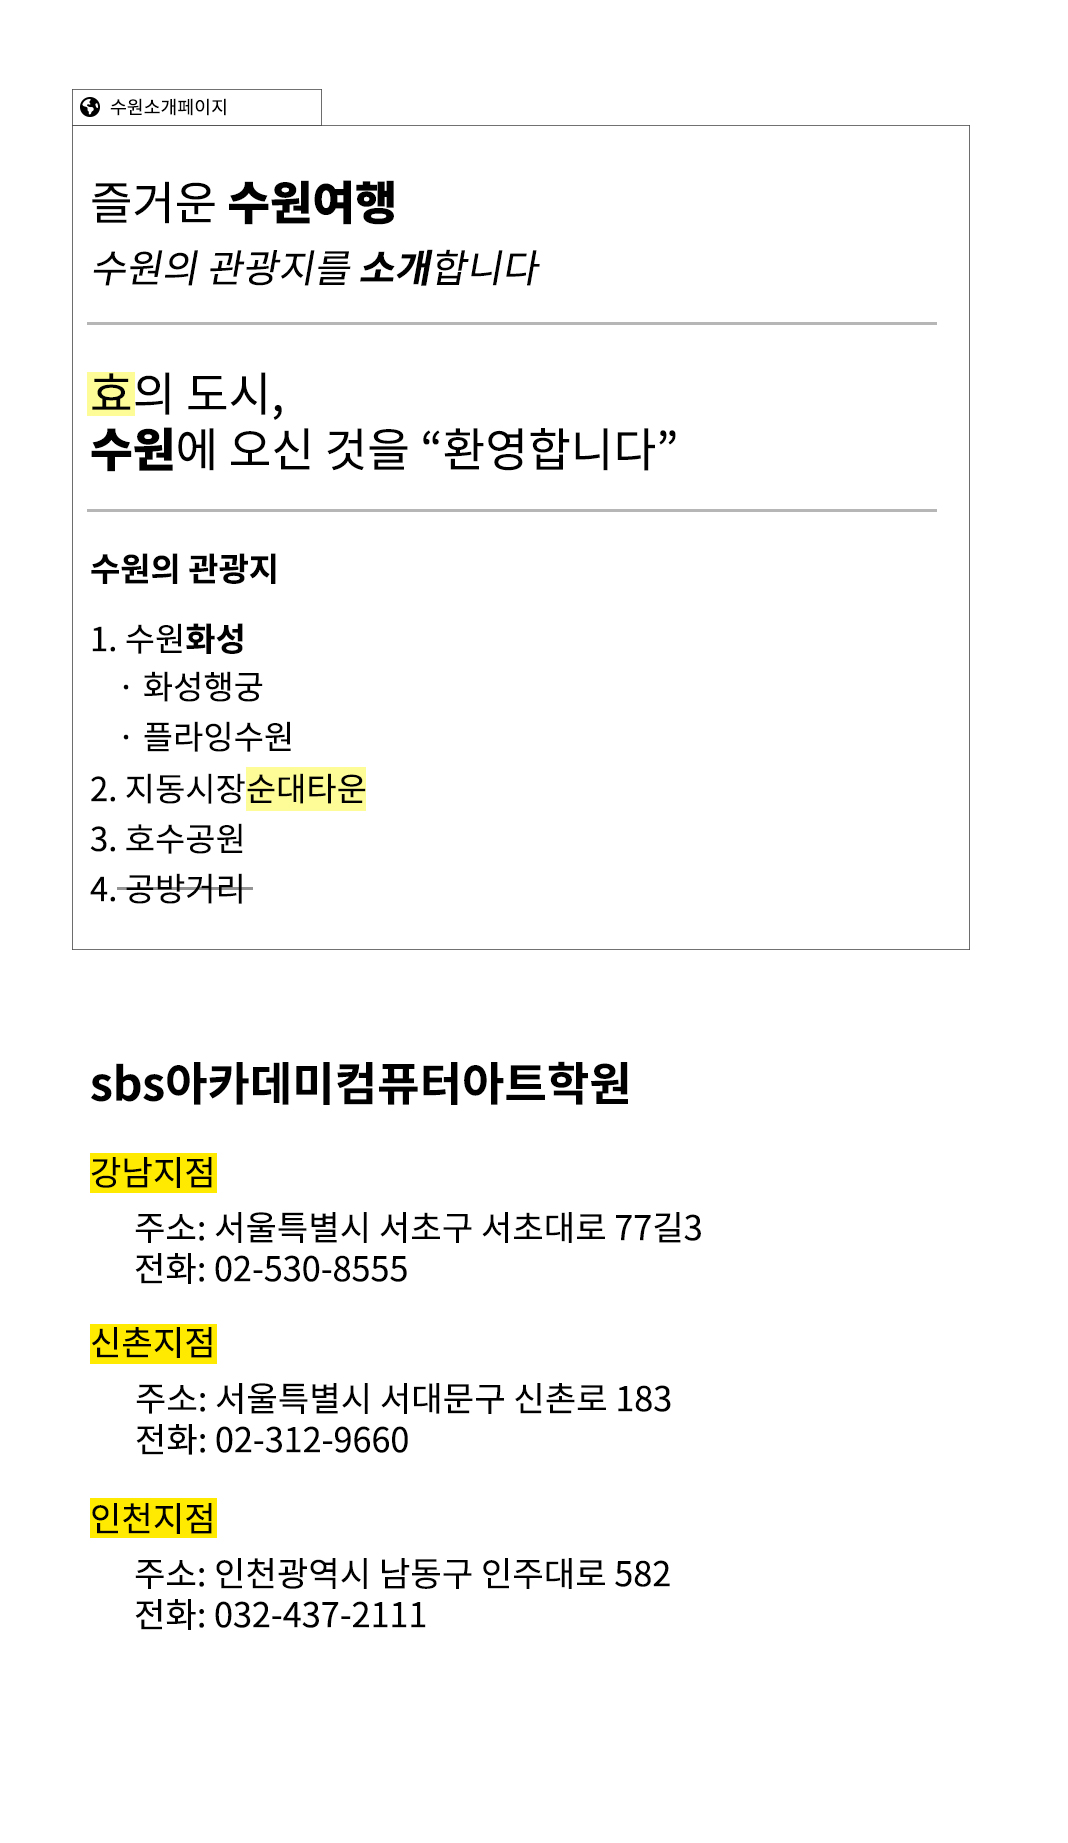 수원소개페이지
즐거운 수원여행
수원의 관광지를 소개합니다
효의 도시,
수원에 오신 것을 “환영합니다”
수원의 관광지
1. 수원화성
· 화성행궁
· 플라잉수원
2. 지동시장순대타운
3. 호수공원
4. 공방거리
sbs아카데미컴퓨터아트학원
강남지점
주소: 서울특별시 서초구 서초대로 77길3
전화: 02-530-8555
신촌지점
주소: 서울특별시 서대문구 신촌로 183
전화: 02-312-9660
인천지점
주소: 인천광역시 남동구 인주대로 582
전화: 032-437-2111